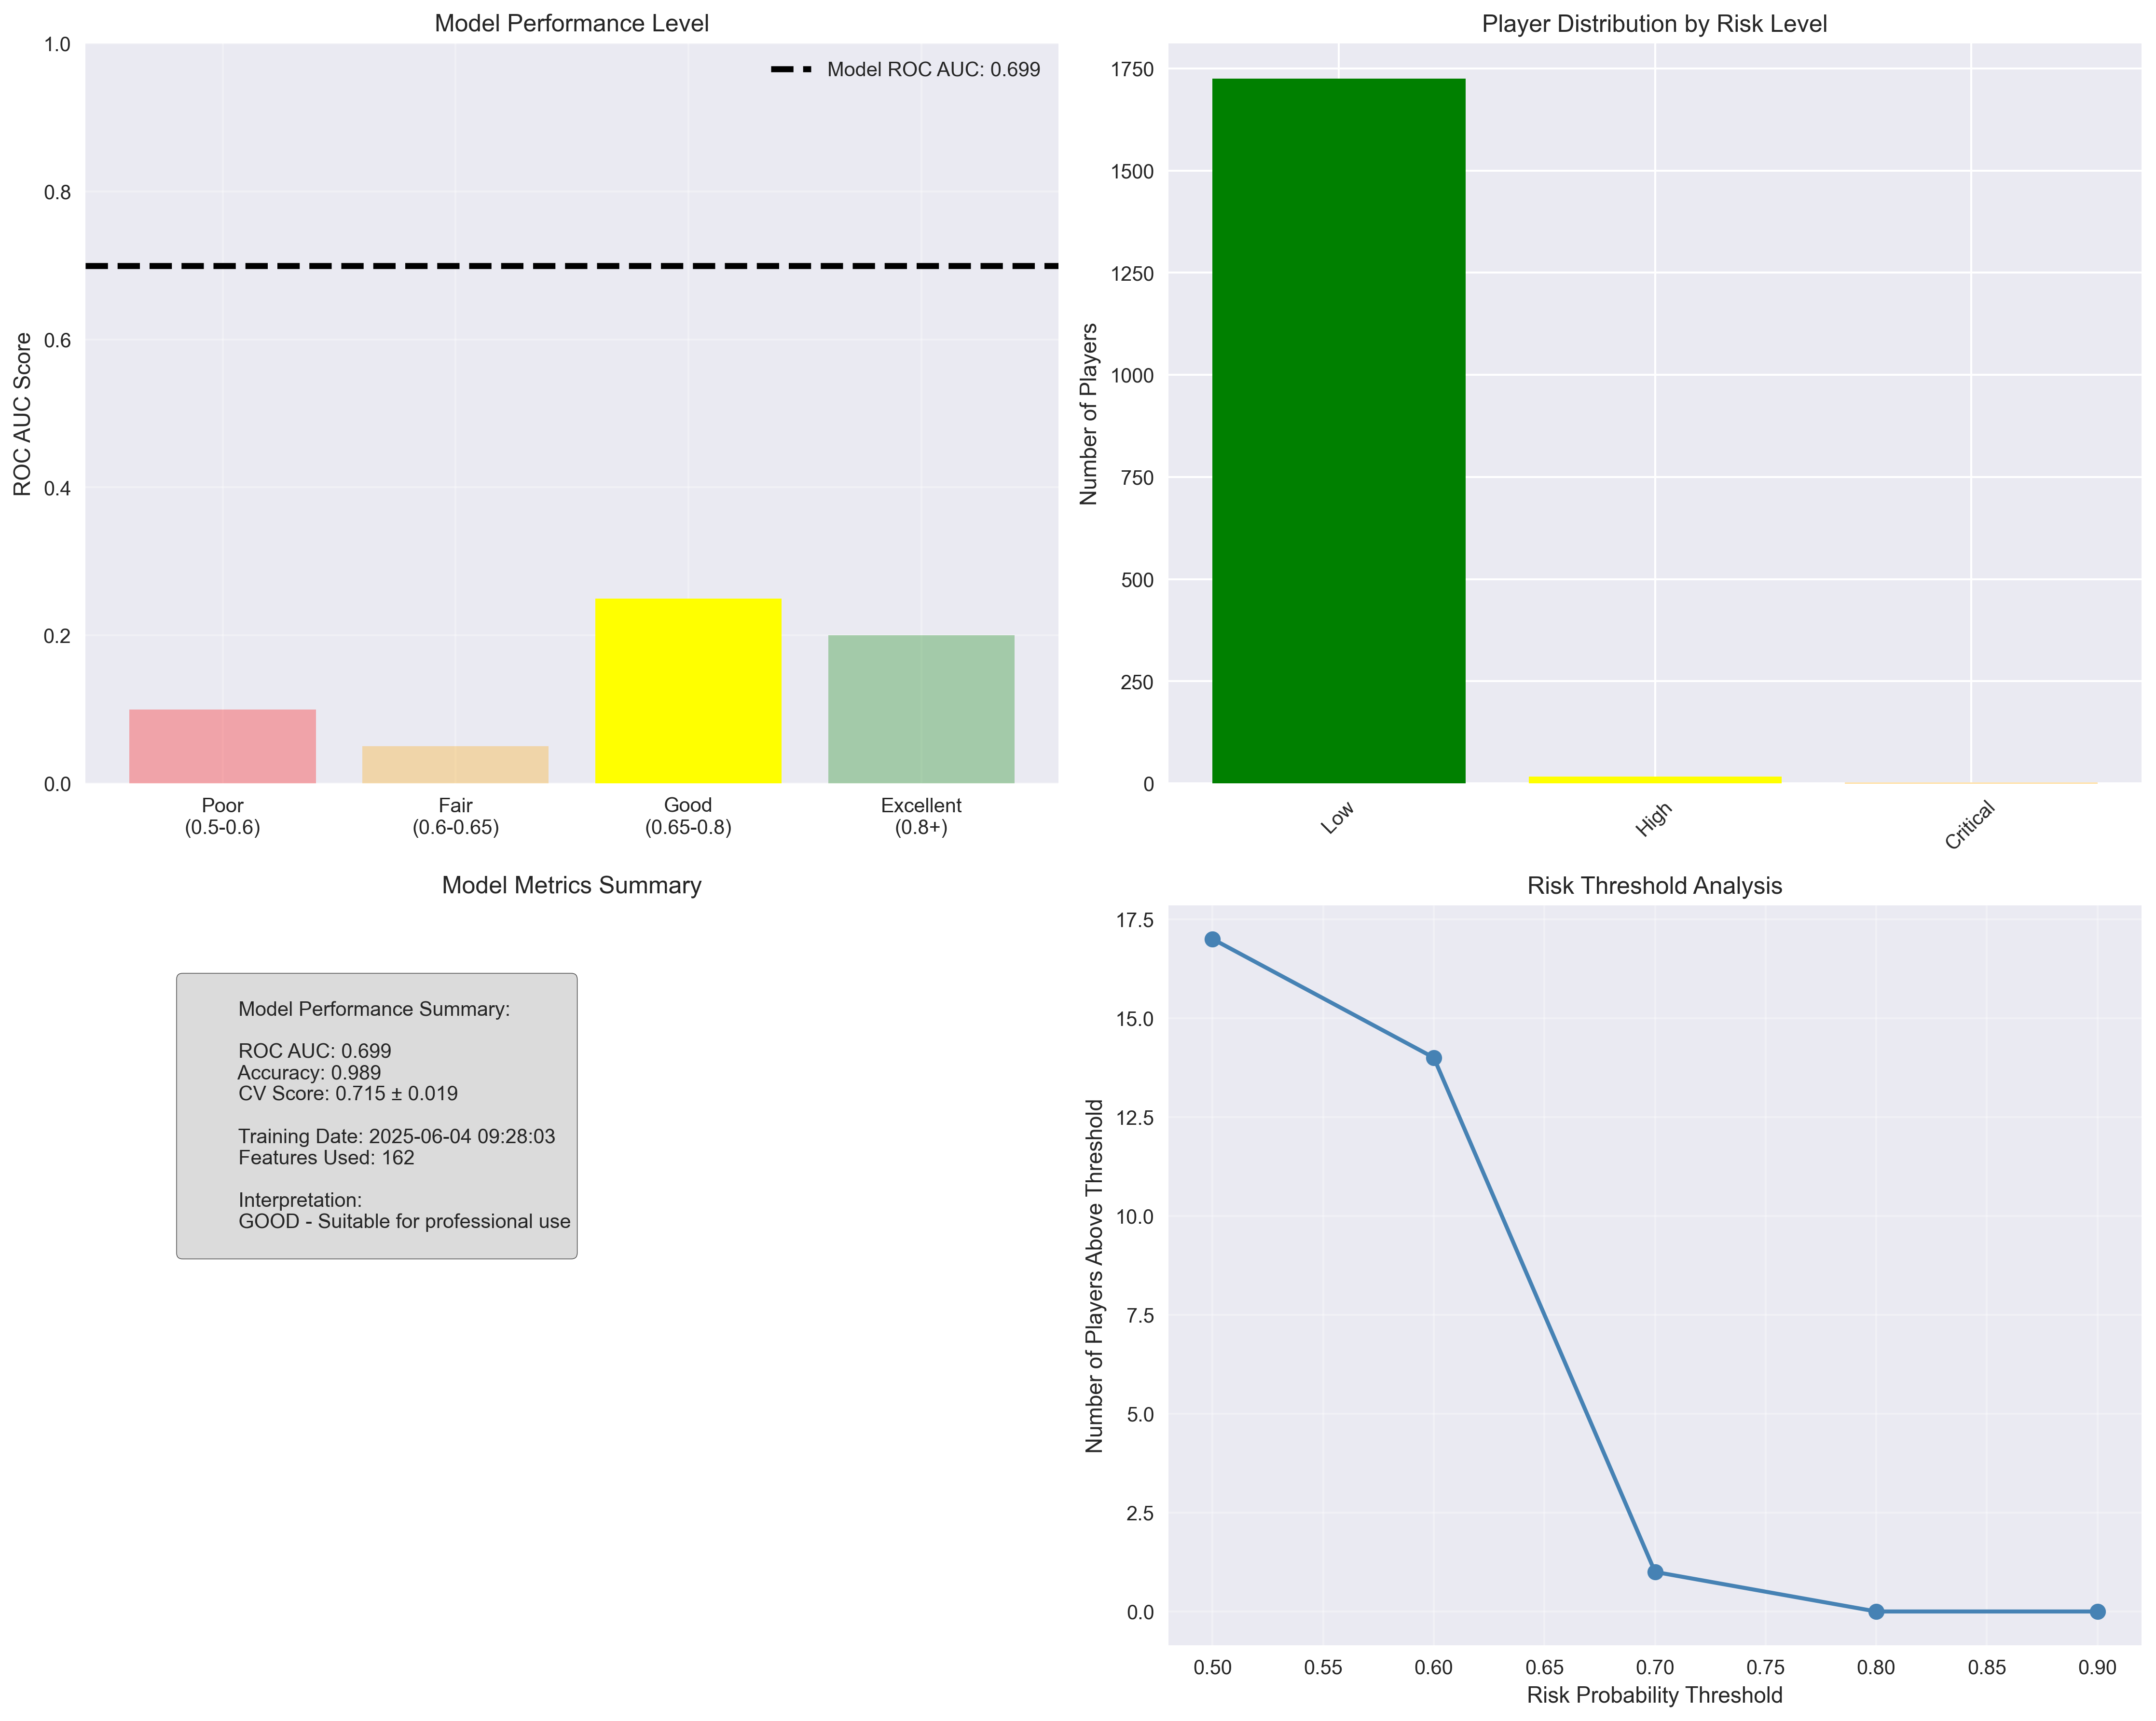 Model Performance Level
Model ROC AUC: 0.699
ROC AUC Score
1.0
0.8
0.6
0.4
0.2
0.0
Poor
(0.5-0.6)
Fair
(0.6-0.65)
Good
(0.65-0.8)
Excellent
(0.8+)
Player Distribution by Risk Level
Number of Players
1750
1500
1250
1000
750
500
250
0
Low
High
Critical
Model Metrics Summary
Model Performance Summary:
ROC AUC: 0.699
Accuracy: 0.989
CV Score: 0.715 ± 0.019
Training Date: 2025-06-04 09:28:03
Features Used: 162
Interpretation:
GOOD - Suitable for professional use
Risk Threshold Analysis
Number of Players Above Threshold
17.5
15.0
12.5
10.0
7.5
5.0
2.5
0.0
0.50 0.55 0.60 0.65 0.70 0.75 0.80 0.85 0.90
Risk Probability Threshold